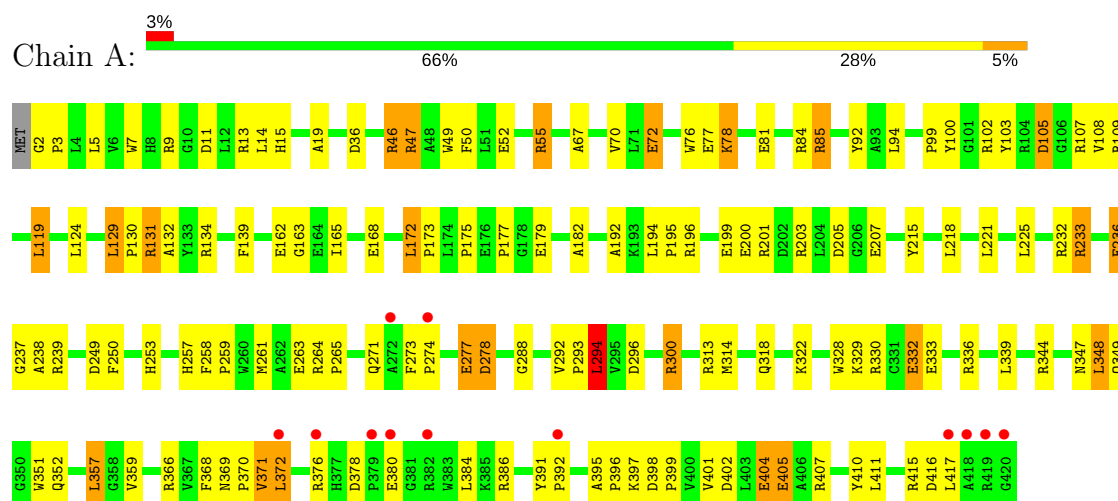 3%
Chain A:
66% 28% 5%
MET G2 P3 L4 L5 V6 W7 H8 R9 G10 D11 L12 R13 L14 H15 A19 D36 R46 R47 A48 W49 F50 L51 E52 R55 A67 V70 L71 E72 W76 E77 K78 E81 R84 R85 Y92 A93 L94 P99 Y100 G101 R102 Y103 R104 D105 G106 R107 V108 R109
L119 L124 L129 P130 R131 A132 Y133 R134 F139 E162 G163 E164 I165 E168 L172 P173 L174 P175 E176 P177 G178 E179 A182 A192 K193 L194 P195 R196 E199 E200 R201 D202 R203 L204 D205 G206 E207 Y215 L218 L221 L225 R232 R233 E236
G237 A238 R239 D249 F250 H253 H257 F258 P259 W260 M261 A262 E263 R264 P265 Q271 A272 F273 P274 E277 D278 G288 V292 P293 L294 V295 D296 R300 R313 M314 Q318 K322 W328 K329 R330 C331 E332 E333 R336 L339 R344 N347 L348 Q349
G350 W351 Q352 L357 G358 V359 R366 V367 F368 N369 P370 V371 L372 R376 H377 D378 P379 E380 G381 R382 W383 L384 K385 R386 Y391 P392 A395 P396 K397 D398 P399 V400 V401 D402 L403 E404 E405 A406 R407 Y410 L411 R415 D416 L417 A418 R419 G420